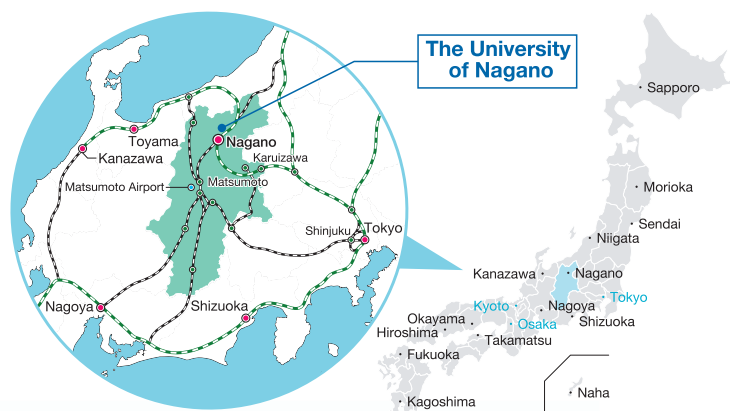 The University
of Nagano
Toyama
Kanazawa
Nagano
Karuizawa
Matsumoto Airport
Matsumoto
Shinjuku
Tokyo
Nagoya
Shizuoka
Sapporo
Morioka
Sendai
Niigata
Kanazawa
Nagano
Kyoto
Tokyo
Nagoya
Okayama
Osaka
Shizuoka
Hiroshima
Takamatsu
Fukuoka
Naha
Kagoshima